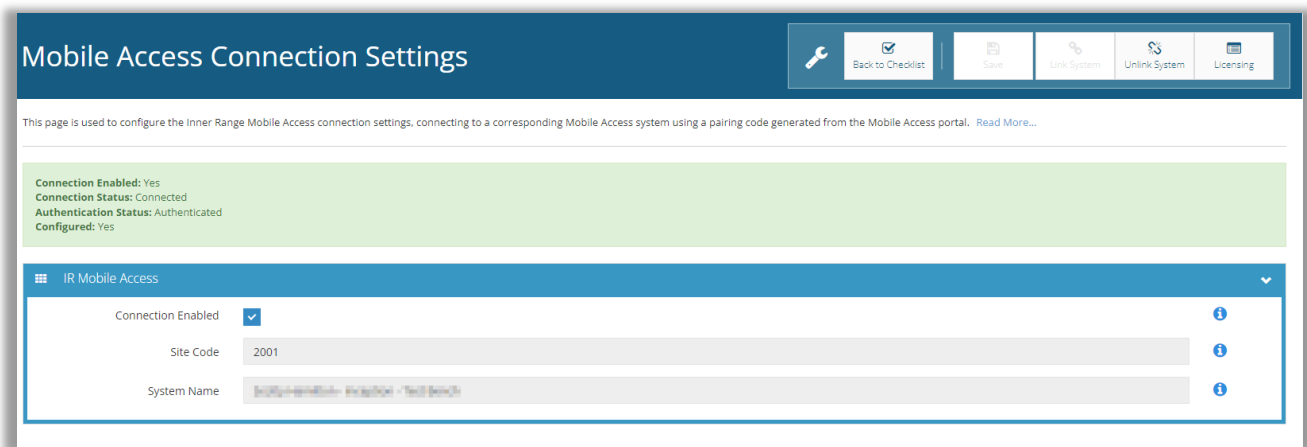 Mobile Access Connection Settings
Back to Checklist
Save
Link System
Unlink System
Licensing
This page is used to configure the Inner Range Mobile Access connection settings, connecting to a corresponding Mobile Access system using a pairing code generated from the Mobile Access portal. Read More...
Connection Enabled: Yes
Connection Status: Connected
Authentication Status: Authenticated
Configured: Yes
IR Mobile Access
Connection Enabled
Site Code 2001
System Name